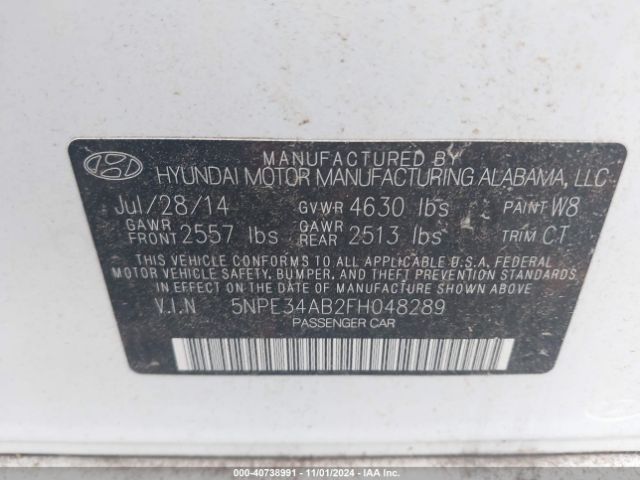 MANUFACTURED BY
HYUNDAI MOTOR MANUFACTURING ALABAMA, LLC
Jul/28/14 GVWR 4630 lbs PAINT W8
GAWR FRONT 2557 lbs GAWR REAR 2513 lbs TRIM CT
THIS VEHICLE CONFORMS TO ALL APPLICABLE U.S.A. FEDERAL
MOTOR VEHICLE SAFETY, BUMPER, AND THEFT PREVENTION STANDARDS
IN EFFECT ON THE DATE OF MANUFACTURE SHOWN ABOVE.
V.I.N 5NPE34AB2FH048289
PASSENGER CAR
000-40738991 - 11/01/2024 - IAA Inc.